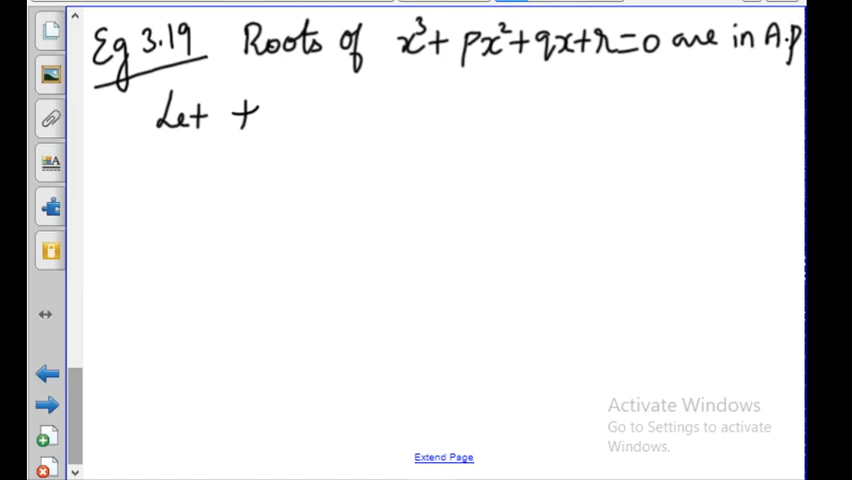 Eg 3.19 Roots of x³+ px²+qx+r=0 are in A.P
Let t
Activate Windows
Go to Settings to activate
Windows.
Extend Page